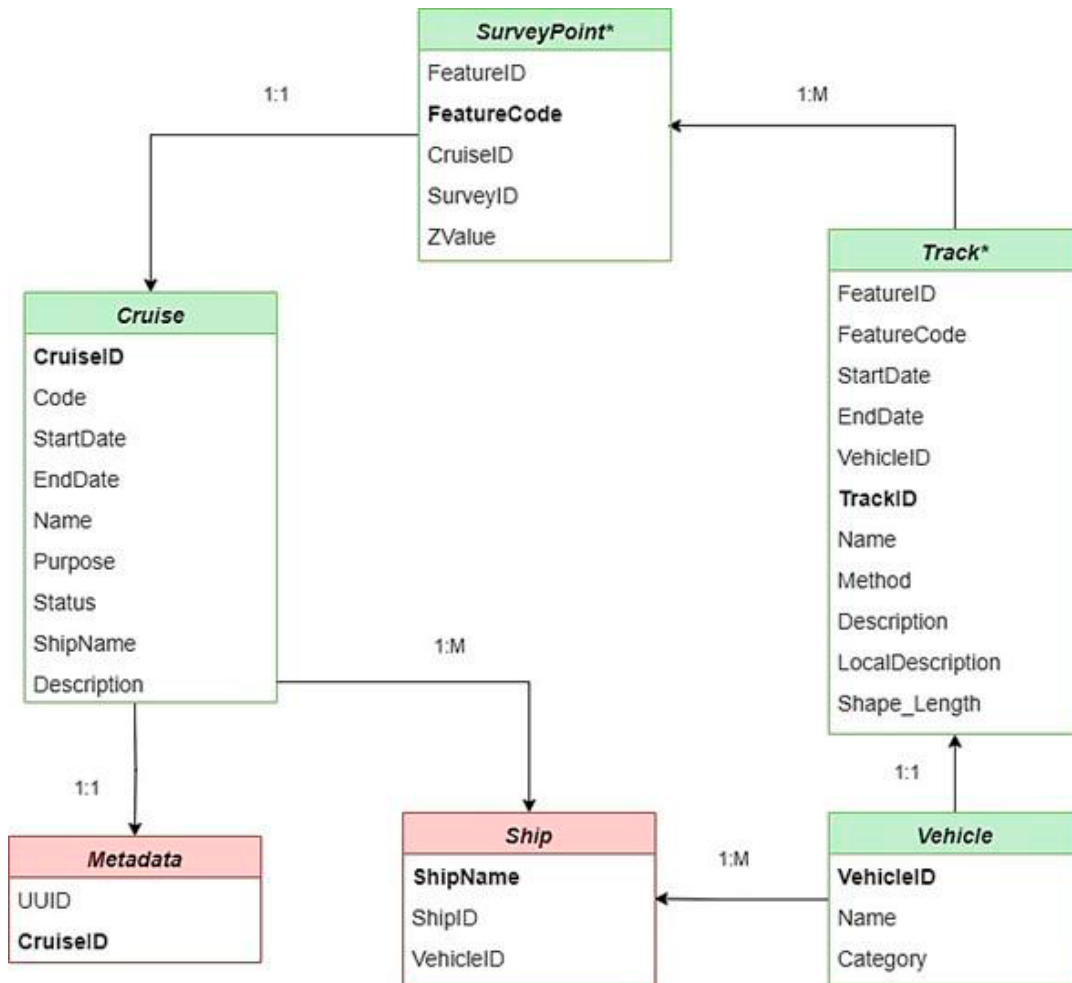 SurveyPoint*
FeatureID
FeatureCode
CruiseID
SurveyID
ZValue
1:1
1:M
Track*
FeatureID
FeatureCode
StartDate
EndDate
VehicleID
TrackID
Name
Method
Description
LocalDescription
Shape_Length
Cruise
CruiseID
Code
StartDate
EndDate
Name
Purpose
Status
ShipName
Description
1:M
1:1
1:1
Metadata
UUID
CruiseID
Ship
ShipName
ShipID
VehicleID
1:M
Vehicle
VehicleID
Name
Category